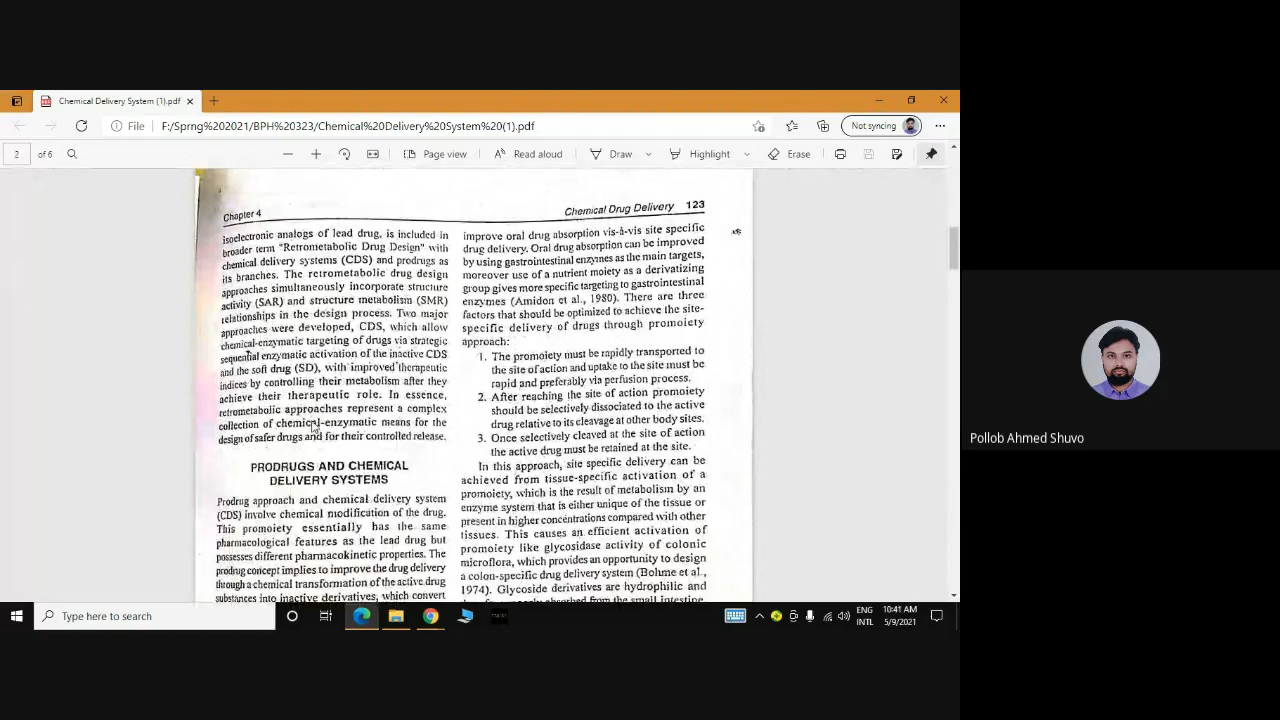 Chemical Delivery System (1).pdf
File
F:/Sprng%202021/BPH%20323/Chemical%20Delivery%20System%20(1).pdf
Not syncing
2 of 6
Page view
Read aloud
Draw
Highlight
Erase
Chapter 4
Chemical Drug Delivery 123
isoelectronic analogs of lead drug, is included in
broader term "Retrometabolic Drug Design" with
chemical delivery systems (CDS) and prodrugs as
its branches. The retrometabolic drug design
approaches simultaneously incorporate structure
activity (SAR) and structure metabolism (SMR)
relationships in the design process. Two major
approaches were developed, CDS, which allow
chemical-enzymatic targeting of drugs via strategic
sequential enzymatic activation of the inactive CDS
and the soft drug (SD), with improved therapeutic
indices by controlling their metabolism after they
achieve their therapeutic role. In essence,
retrometabolic approaches represent a complex
collection of chemical-enzymatic means for the
design of safer drugs and for their controlled release.
PRODRUGS AND CHEMICAL
DELIVERY SYSTEMS
Prodrug approach and chemical delivery system
(CDS) involve chemical modification of the drug.
This promoiety essentially has the same
pharmacological features as the lead drug but
possesses different pharmacokinetic properties. The
prodrug concept implies to improve the drug delivery
through a chemical transformation of the active drug
substances into inactive derivatives, which convert
improve oral drug absorption vis-à-vis site specific
drug delivery. Oral drug absorption can be improved
by using gastrointestinal enzymes as the main targets,
moreover use of a nutrient moiety as a derivatizing
group gives more specific targeting to gastrointestinal
enzymes (Amidon et al., 1980). There are three
factors that should be optimized to achieve the site-
specific delivery of drugs through promoiety
approach:
1. The promoiety must be rapidly transported to
the site of action and uptake to the site must be
rapid and preferably via perfusion process.
2. After reaching the site of action promoiety
should be selectively dissociated to the active
drug relative to its cleavage at other body sites.
3. Once selectively cleaved at the site of action
the active drug must be retained at the site.
In this approach, site specific delivery can be
achieved from tissue-specific activation of a
promoiety, which is the result of metabolism by an
enzyme system that is either unique of the tissue or
present in higher concentrations compared with other
tissues. This causes an efficient activation of
promoiety like glycosidase activity of colonic
microflora, which provides an opportunity to design
a colon-specific drug delivery system (Bohme et al.,
1974). Glycoside derivatives are hydrophilic and
absorbed from the small intestine
Pollob Ahmed Shuvo
Type here to search
ENG
INTL
10:41 AM
5/9/2021